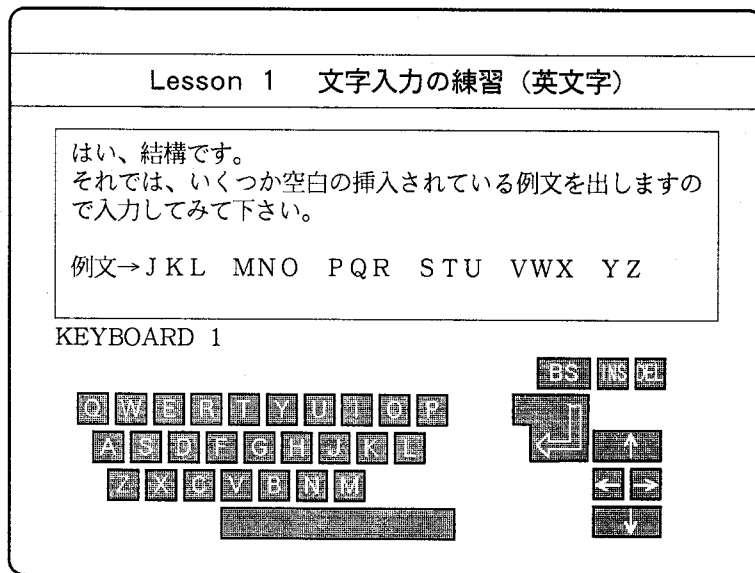 Lesson 1 文字入力の練習（英文字）
はい、結構です。
それでは、いくつか空白の挿入されている例文を出しますの
で入力してみて下さい。
例文→JKL MNO PQR STU VWX YZ
KEYBOARD 1
BS INS DEL
Q W E R T Y U I O P
A S D F G H J K L
↑
Z X C V B N M
← →
↓